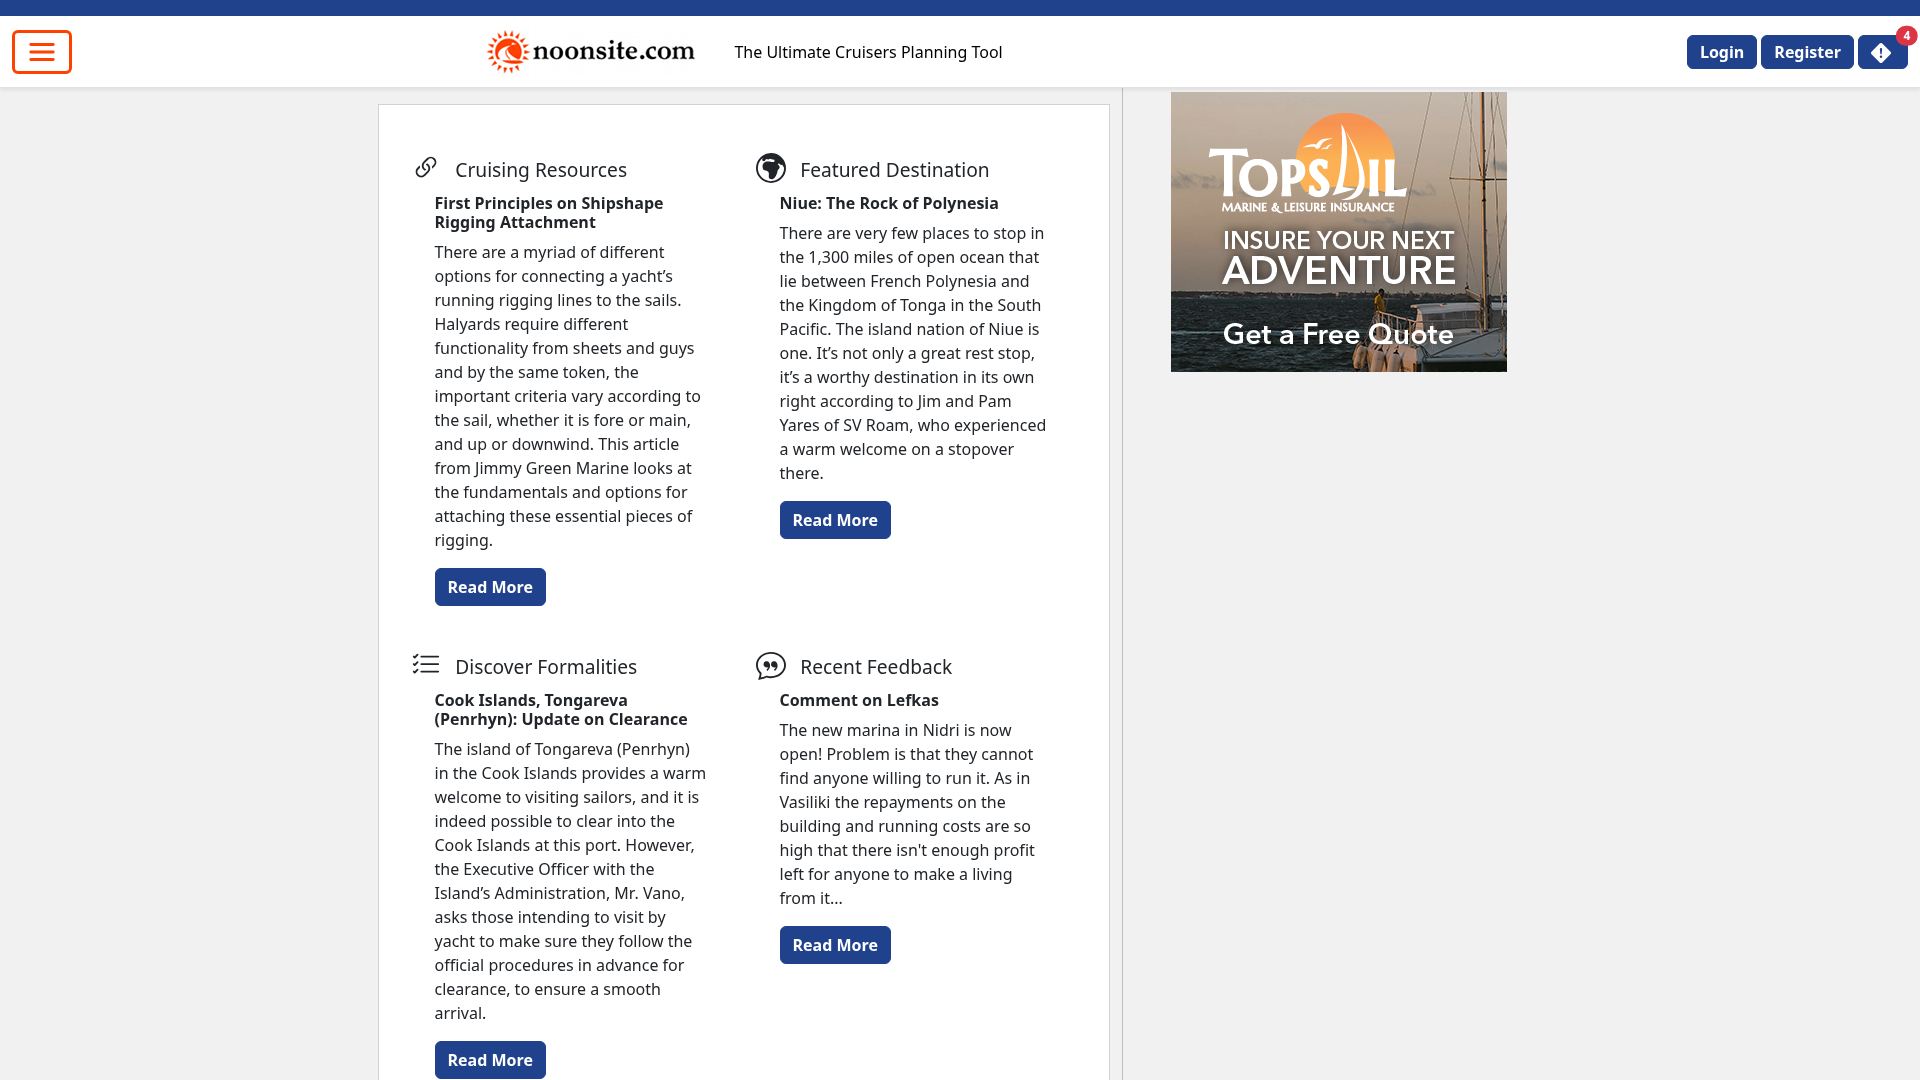 noonsite.com
The Ultimate Cruisers Planning Tool
Login
Register
4
Cruising Resources
First Principles on Shipshape
Rigging Attachment
There are a myriad of different
options for connecting a yacht’s
running rigging lines to the sails.
Halyards require different
functionality from sheets and guys
and by the same token, the
important criteria vary according to
the sail, whether it is fore or main,
and up or downwind. This article
from Jimmy Green Marine looks at
the fundamentals and options for
attaching these essential pieces of
rigging.
Read More
Featured Destination
Niue: The Rock of Polynesia
There are very few places to stop in
the 1,300 miles of open ocean that
lie between French Polynesia and
the Kingdom of Tonga in the South
Pacific. The island nation of Niue is
one. It’s not only a great rest stop,
it’s a worthy destination in its own
right according to Jim and Pam
Yares of SV Roam, who experienced
a warm welcome on a stopover
there.
Read More
Discover Formalities
Cook Islands, Tongareva
(Penrhyn): Update on Clearance
The island of Tongareva (Penrhyn)
in the Cook Islands provides a warm
welcome to visiting sailors, and it is
indeed possible to clear into the
Cook Islands at this port. However,
the Executive Officer with the
Island’s Administration, Mr. Vano,
asks those intending to visit by
yacht to make sure they follow the
official procedures in advance for
clearance, to ensure a smooth
arrival.
Read More
Recent Feedback
Comment on Lefkas
The new marina in Nidri is now
open! Problem is that they cannot
find anyone willing to run it. As in
Vasiliki the repayments on the
building and running costs are so
high that there isn't enough profit
left for anyone to make a living
from it...
Read More
TOPSAIL
MARINE & LEISURE INSURANCE
INSURE YOUR NEXT
ADVENTURE
Get a Free Quote